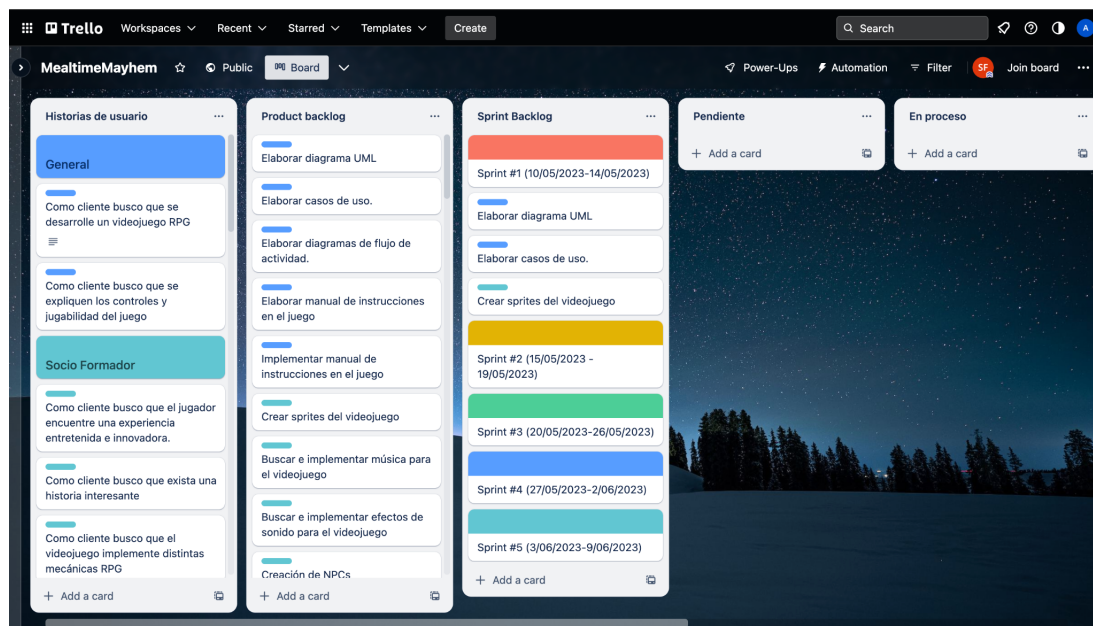 Trello Workspaces Recent Starred Templates Create Search A
MealtimeMayhem Public Board Power-Ups Automation Filter SF Join board
Historias de usuario
General
Como cliente busco que se
desarrolle un videojuego RPG
Como cliente busco que se
expliquen los controles y
jugabilidad del juego
Socio Formador
Como cliente busco que el jugador
encuentre una experiencia
entretenida e innovadora.
Como cliente busco que exista una
historia interesante
Como cliente busco que el
videojuego implemente distintas
mecánicas RPG
+ Add a card
Product backlog
Elaborar diagrama UML
Elaborar casos de uso.
Elaborar diagramas de flujo de
actividad.
Elaborar manual de instrucciones
en el juego
Implementar manual de
instrucciones en el juego
Crear sprites del videojuego
Buscar e implementar música para
el videojuego
Buscar e implementar efectos de
sonido para el videojuego
Creación de NPCs
+ Add a card
Sprint Backlog
Sprint #1 (10/05/2023-14/05/2023)
Elaborar diagrama UML
Elaborar casos de uso.
Crear sprites del videojuego
Sprint #2 (15/05/2023 -
19/05/2023)
Sprint #3 (20/05/2023-26/05/2023)
Sprint #4 (27/05/2023-2/06/2023)
Sprint #5 (3/06/2023-9/06/2023)
+ Add a card
Pendiente
+ Add a card
En proceso
+ Add a card